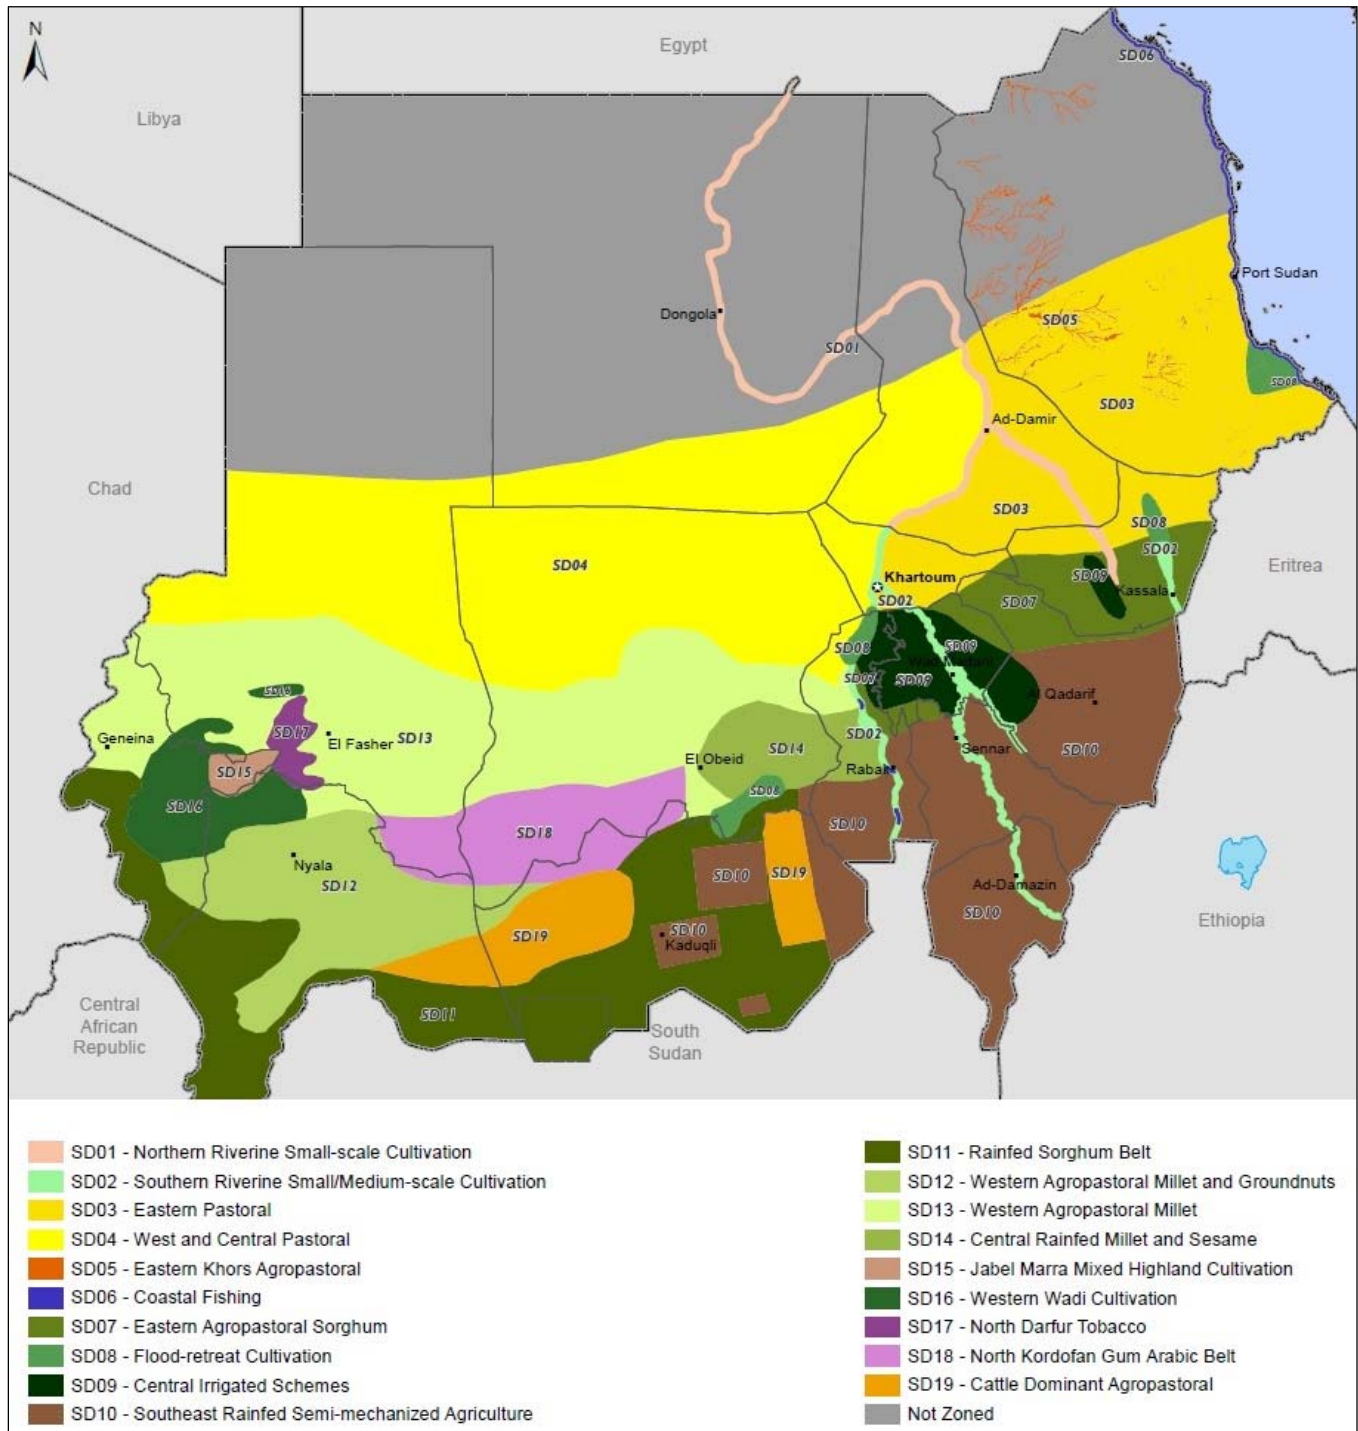 N
Egypt
SD06
Libya
Port Sudan
Dongola
SD05
SD01
SD08
SD03
Ad-Damir
Chad
SD03
SD08
SD02
SD04
Eritrea
Khartoum
SD09
Kassala
SD02
SD07
SD08
SD09
Wad Madani
SD07
SD09
SD16
Al Qadarif
SD17
Geneina
El Fasher
SD13
SD02
SD14
Sennar
SD10
El Obeid
Rabak
SD15
SD08
SD16
SD10
SD18
Nyala
SD10
SD19
SD12
Ad-Damazin
SD10
Ethiopia
SD19
SD10
Kaduqli
Central
African
Republic
SD11
South
Sudan
SD01 - Northern Riverine Small-scale Cultivation
SD02 - Southern Riverine Small/Medium-scale Cultivation
SD03 - Eastern Pastoral
SD04 - West and Central Pastoral
SD05 - Eastern Khors Agropastoral
SD06 - Coastal Fishing
SD07 - Eastern Agropastoral Sorghum
SD08 - Flood-retreat Cultivation
SD09 - Central Irrigated Schemes
SD10 - Southeast Rainfed Semi-mechanized Agriculture
SD11 - Rainfed Sorghum Belt
SD12 - Western Agropastoral Millet and Groundnuts
SD13 - Western Agropastoral Millet
SD14 - Central Rainfed Millet and Sesame
SD15 - Jabel Marra Mixed Highland Cultivation
SD16 - Western Wadi Cultivation
SD17 - North Darfur Tobacco
SD18 - North Kordofan Gum Arabic Belt
SD19 - Cattle Dominant Agropastoral
Not Zoned